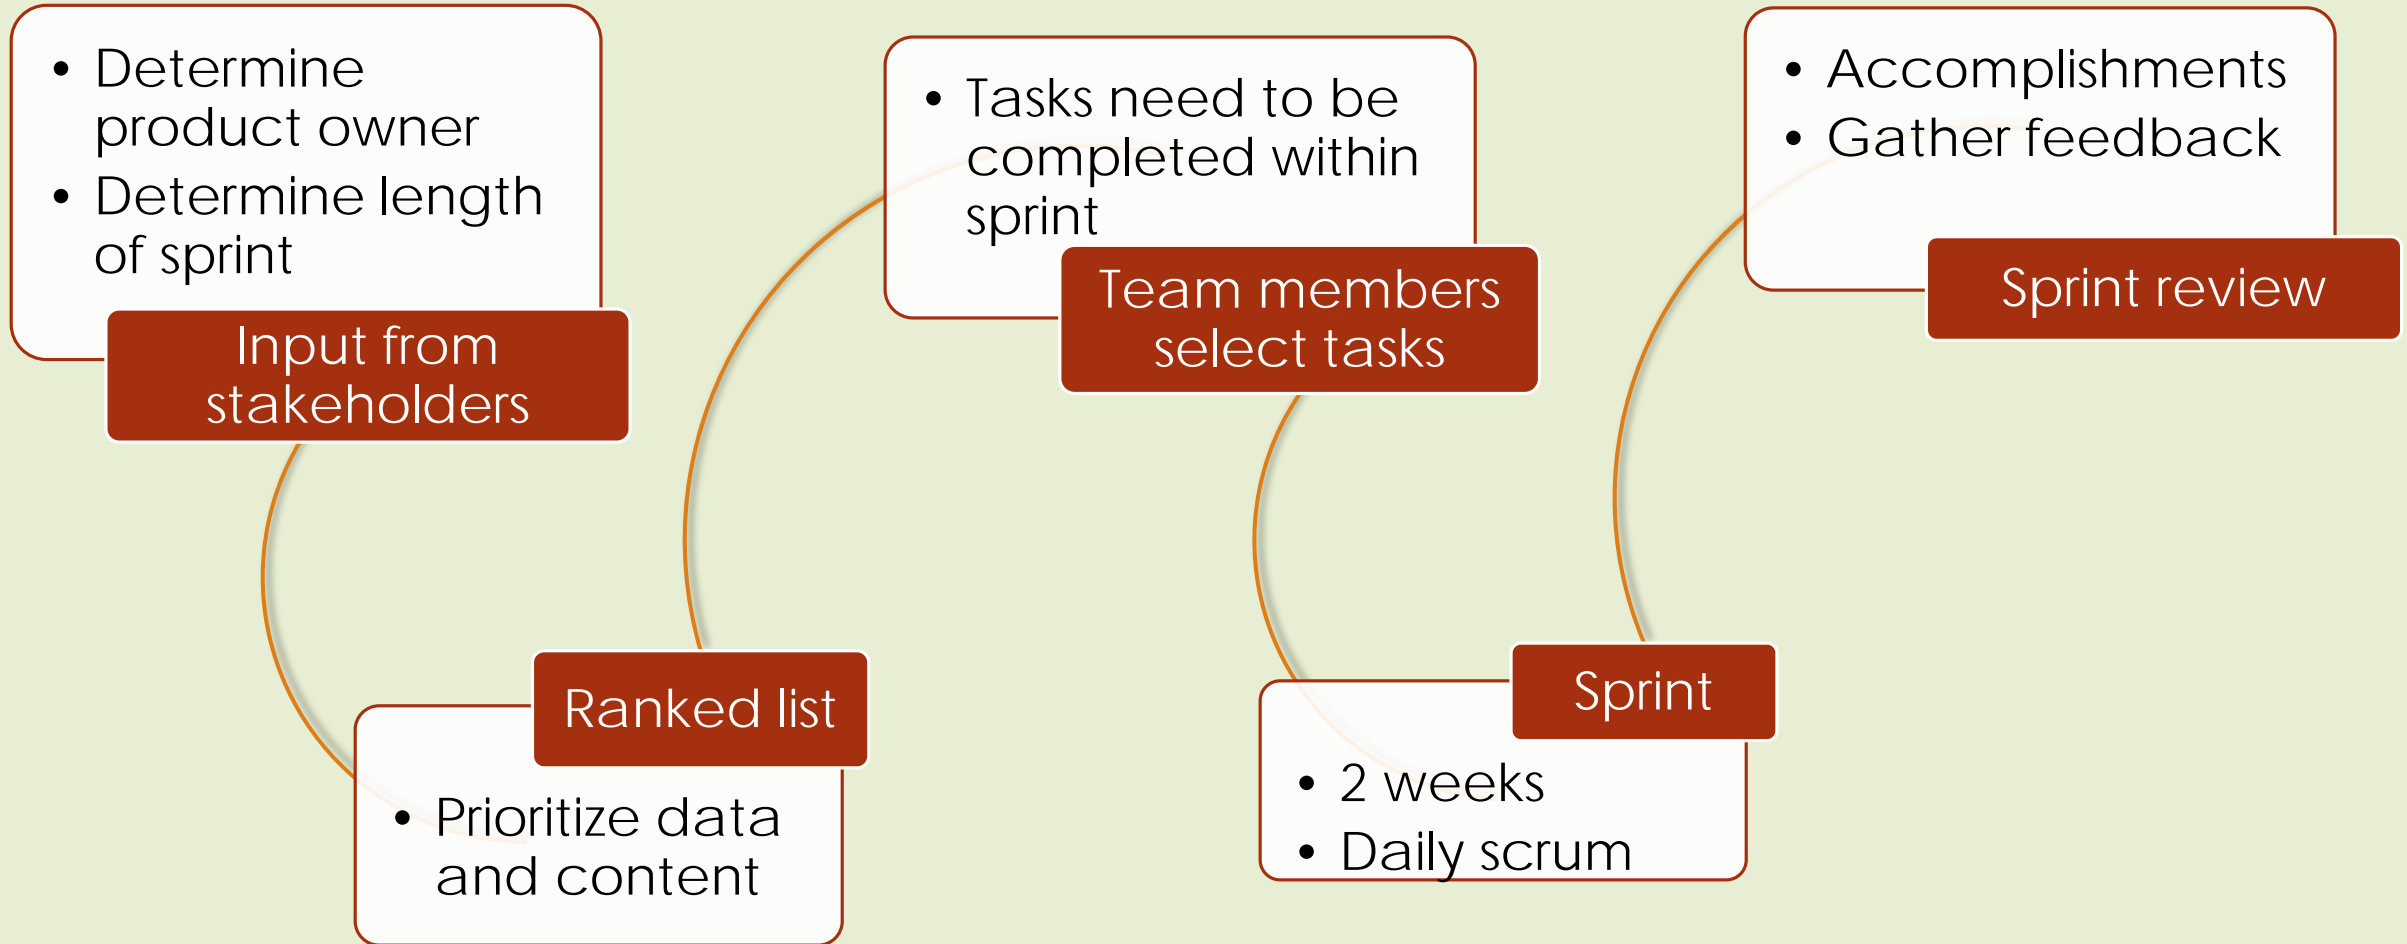 • Determine
product owner
• Determine length
of sprint
Input from
stakeholders
Ranked list
• Prioritize data
and content
• Tasks need to be
completed within
sprint
Team members
select tasks
Sprint
• 2 weeks
• Daily scrum
• Accomplishments
• Gather feedback
Sprint review